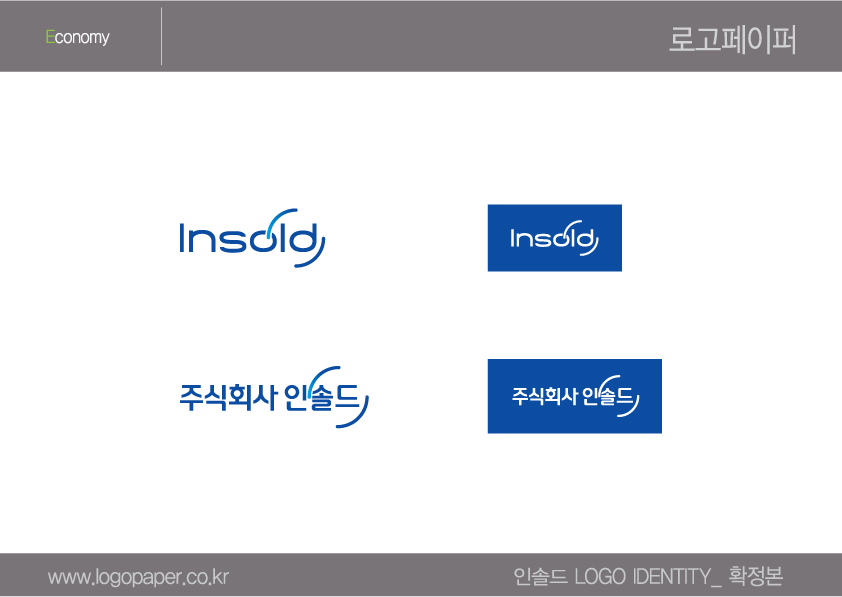 Economy
로고페이퍼
Insold
Insold
주식회사 인솔드
주식회사 인솔드
www.logopaper.co.kr
인솔드 LOGO IDENTITY_ 확정본